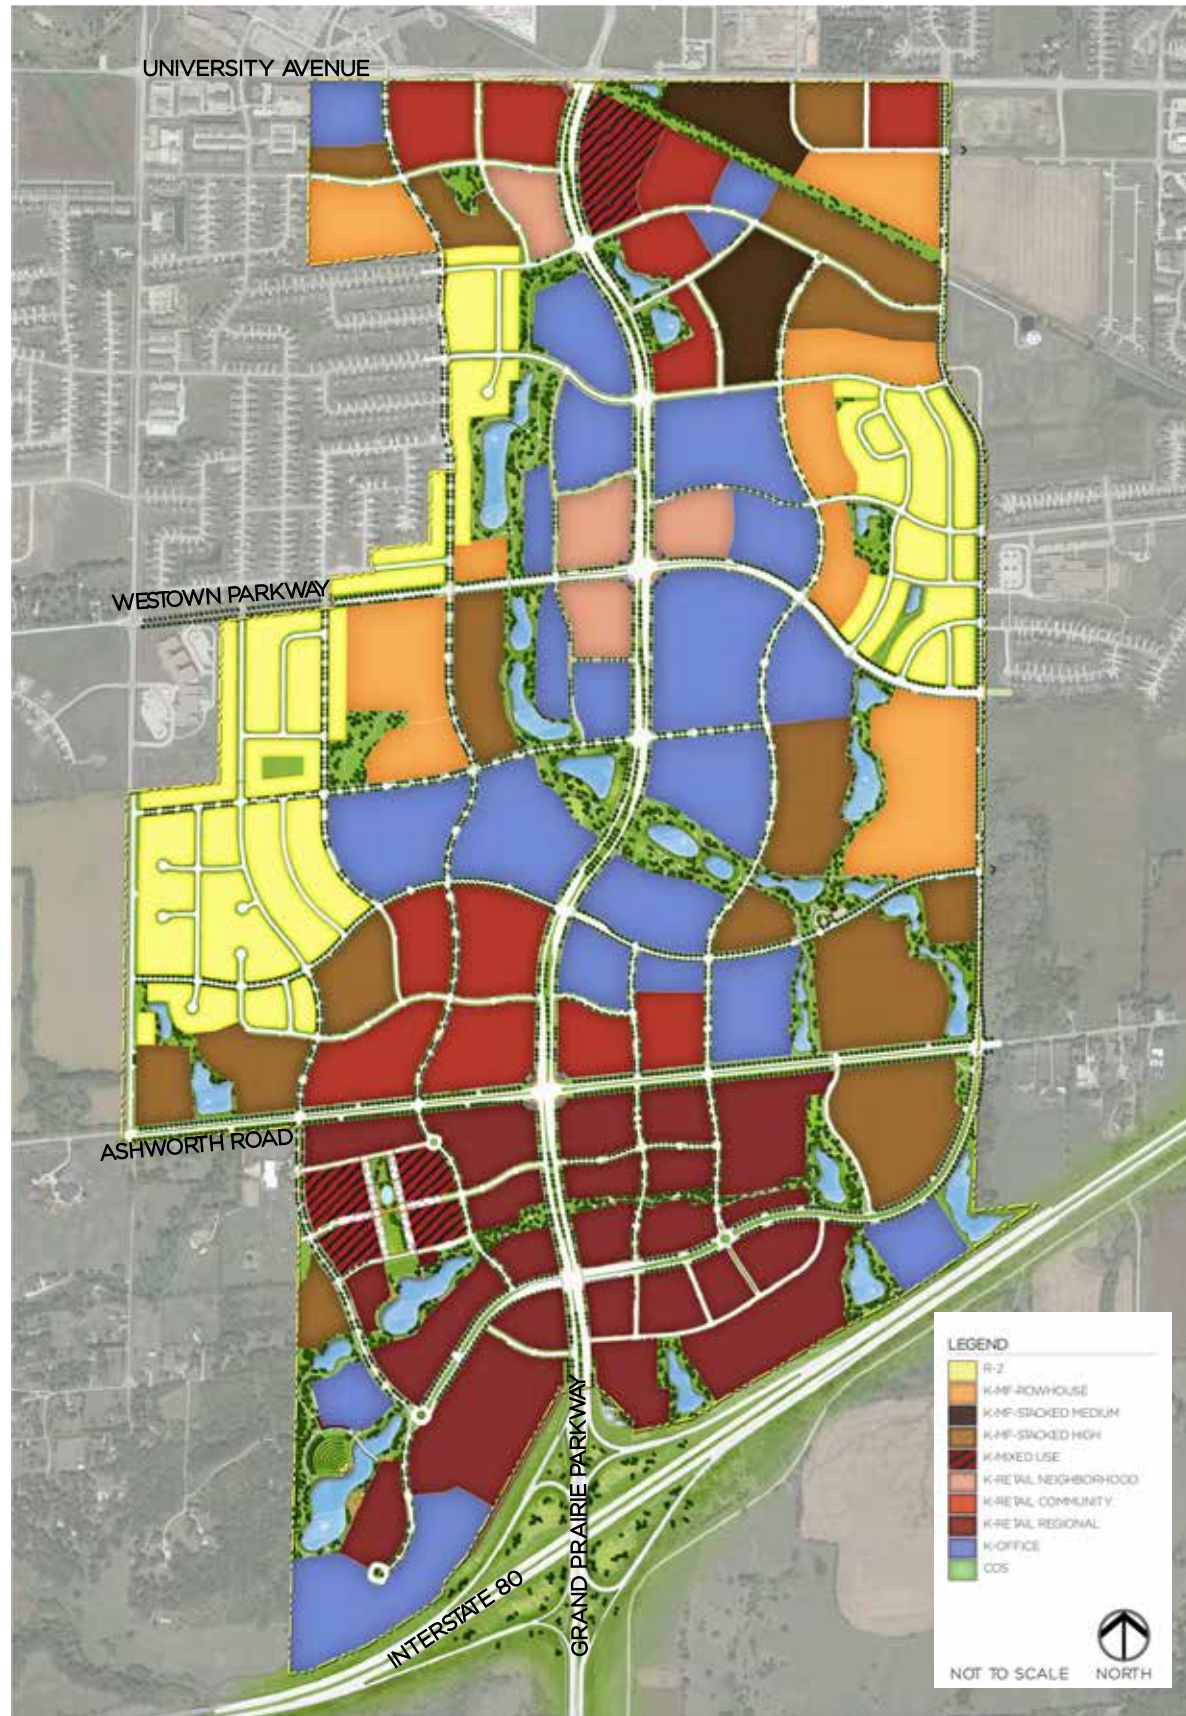 UNIVERSITY AVENUE
WESTOWN PARKWAY
ASHWORTH ROAD
GRAND PRAIRIE PARKWAY
INTERSTATE 80
LEGEND
R-2
K-MF-ROWHOUSE
K-MF-STACKED MEDIUM
K-MF-STACKED HIGH
K-MIXED USE
K-RETAIL NEIGHBORHOOD
K-RETAIL COMMUNITY
K-RETAIL REGIONAL
K-OFFICE
COS
NOT TO SCALE
NORTH